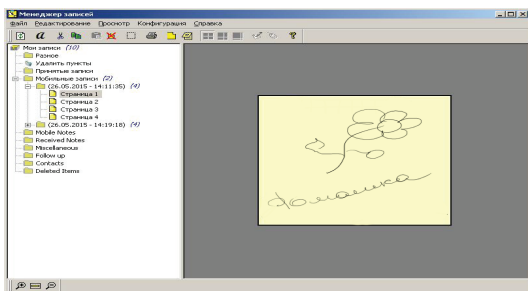 Менеджер записей
Файл Редактирование Просмотр Конфигурация Справка
Мои записи (10)
Разное
Удалить пункты
Принятые записи
Мобильные записи (2)
(26.05.2015 - 14:11:35) (4)
Страница 1
Страница 2
Страница 3
Страница 4
(26.05.2015 - 14:19:18) (4)
Mobile Notes
Received Notes
Miscellaneous
Follow up
Contacts
Deleted Items
Ромашка